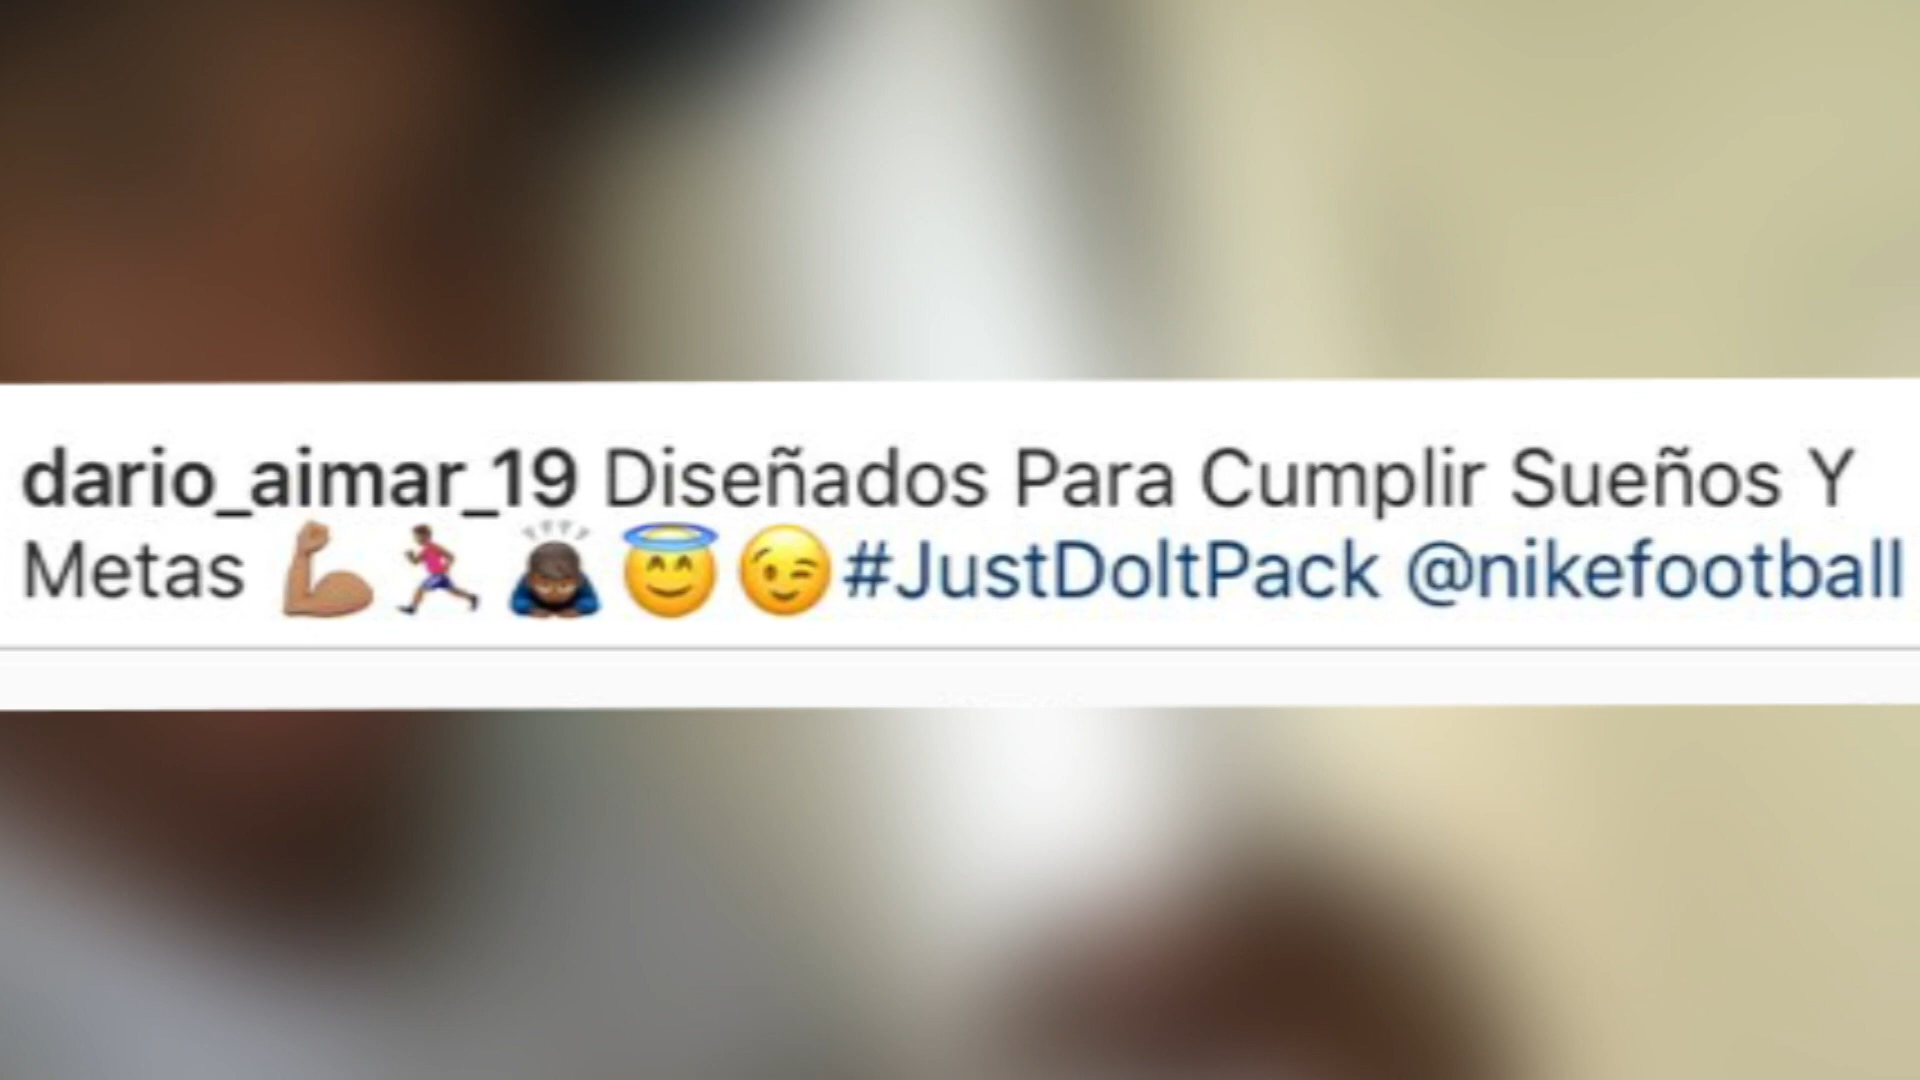 dario_aimar_19 Diseñados Para Cumplir Sueños Y
Metas 💪🏽🏃🏽🙇🏾😇😉#JustDoItPack @nikefootball